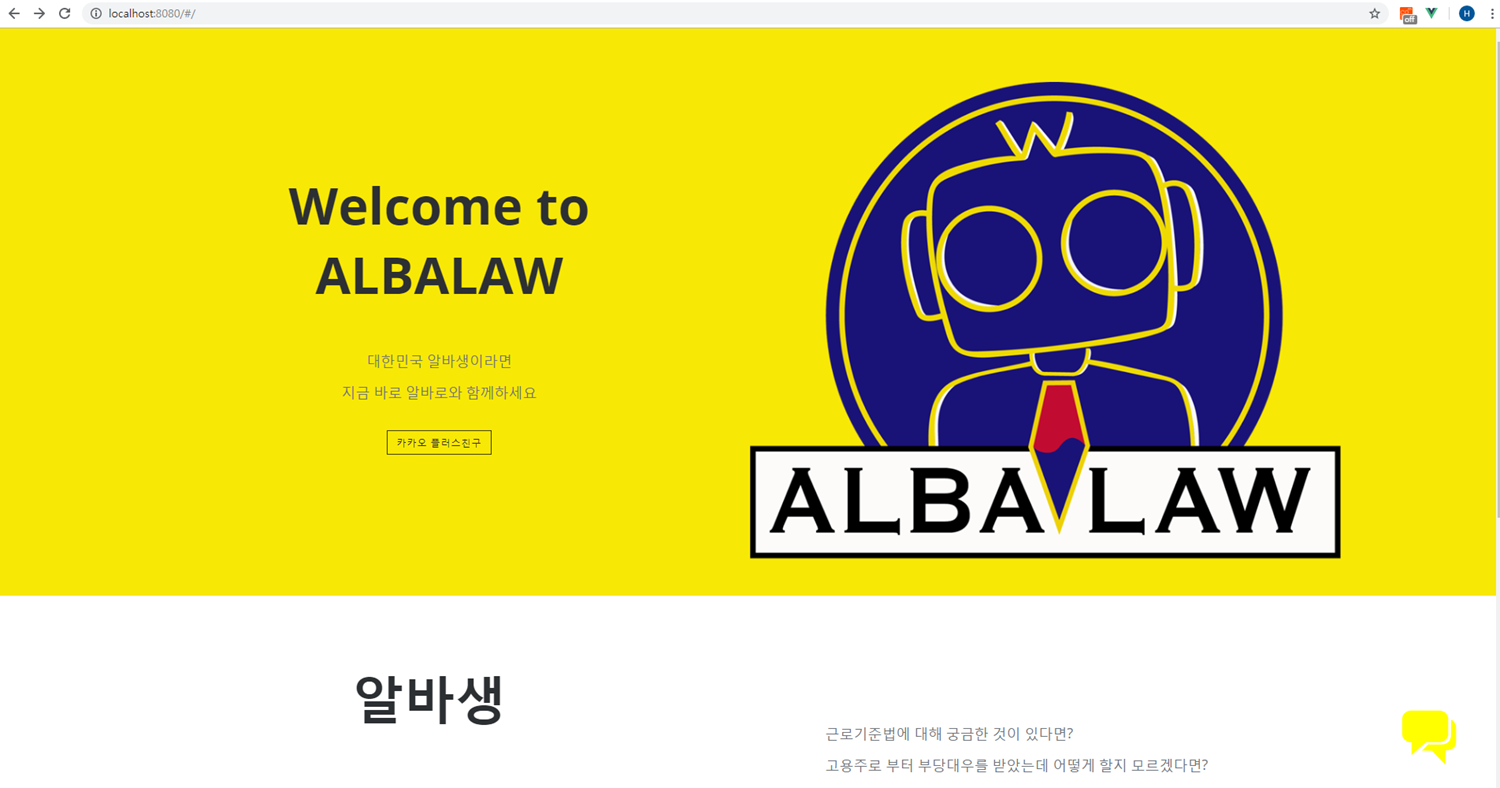 localhost:8080/#/
off
H
Welcome to
ALBALAW
대한민국 알바생이라면
지금 바로 알바로와 함께하세요
카카오 플러스친구
ALBA LAW
알바생
근로기준법에 대해 궁금한 것이 있다면?
고용주로 부터 부당대우를 받았는데 어떻게 할지 모르겠다면?